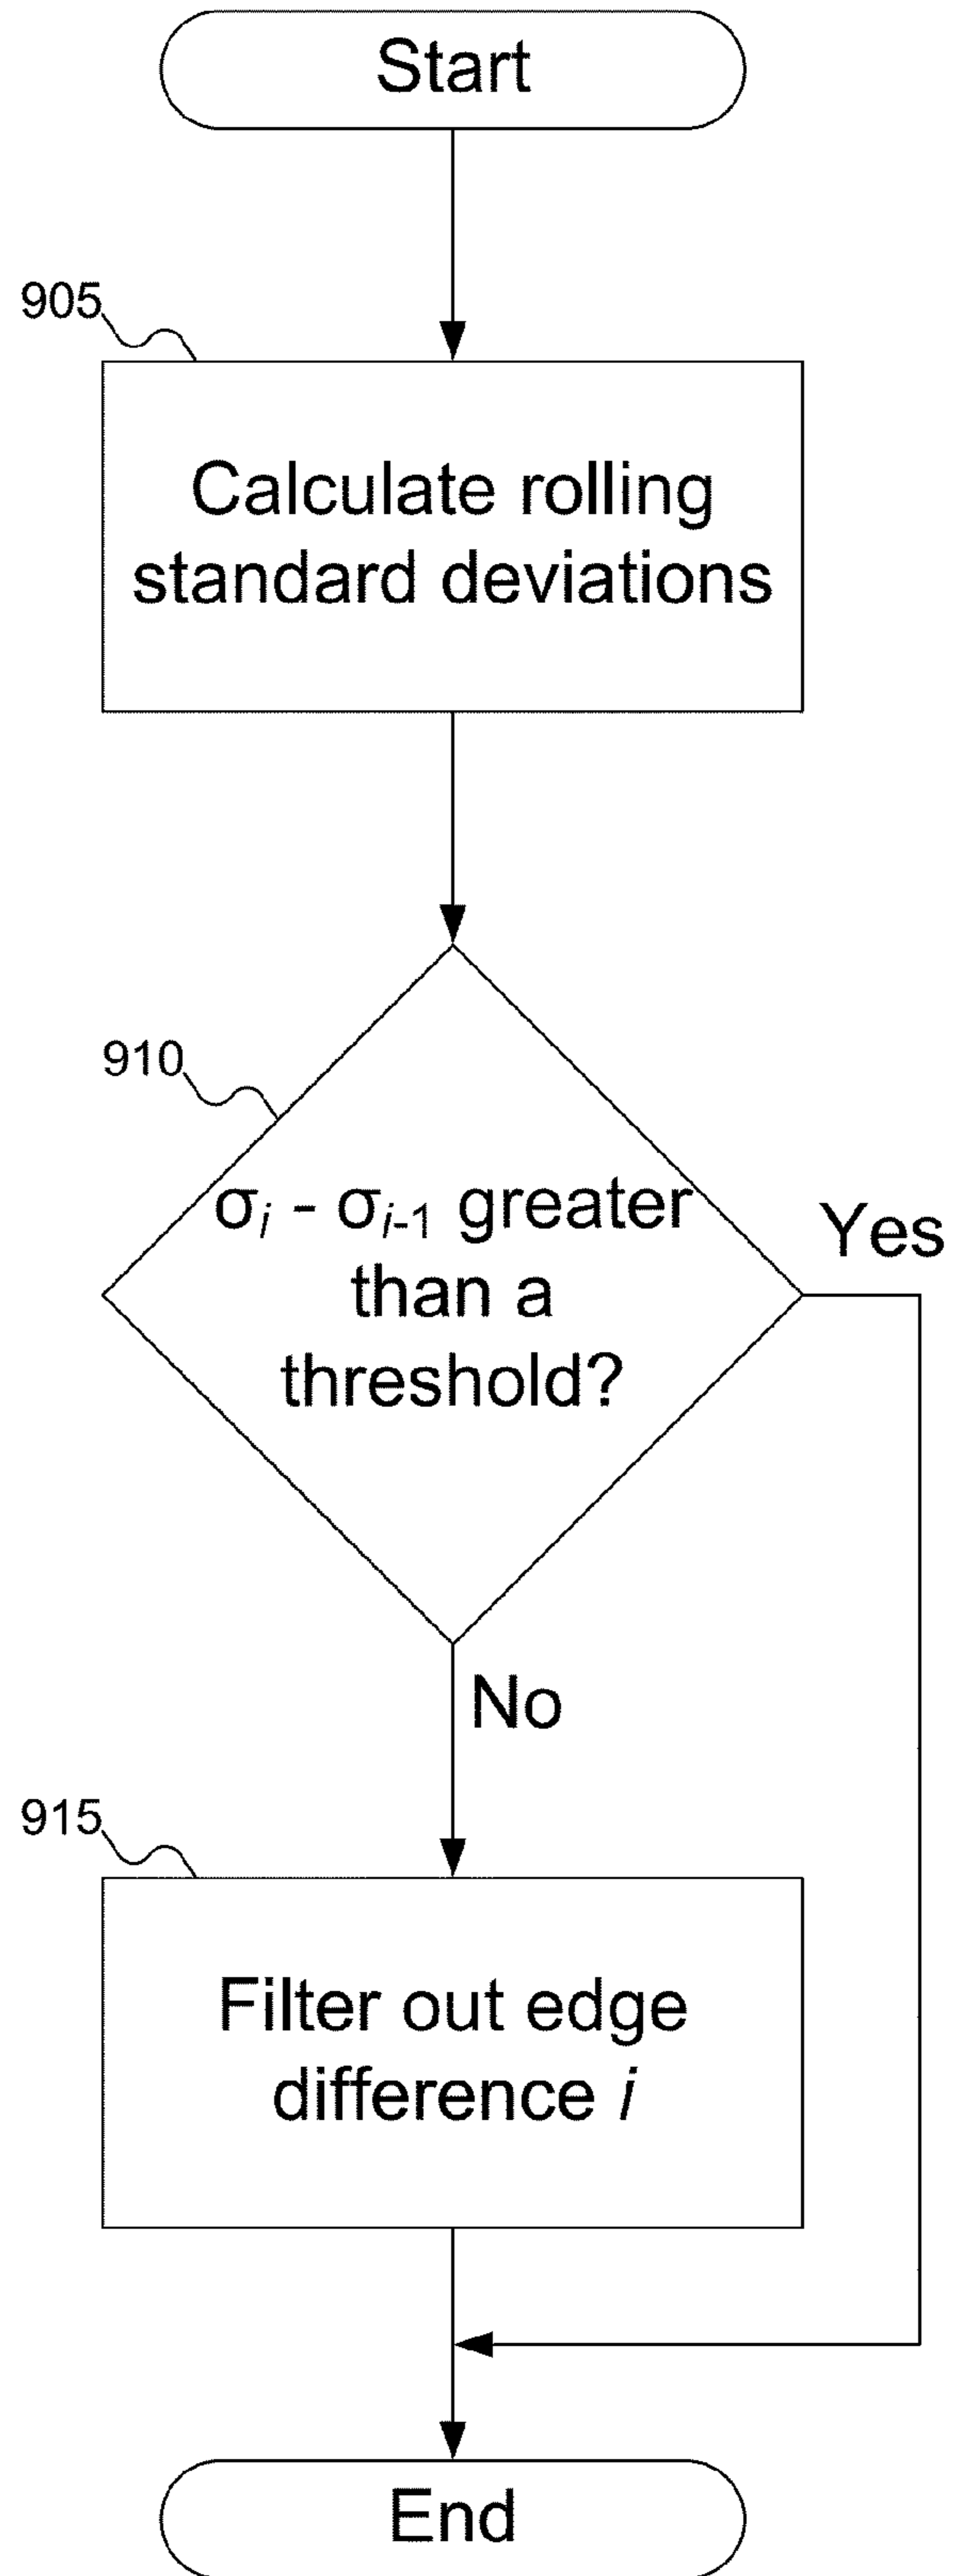 Start
905
Calculate rolling
standard deviations
910
σi - σi-1 greater
than a
threshold?
Yes
No
915
Filter out edge
difference i
End